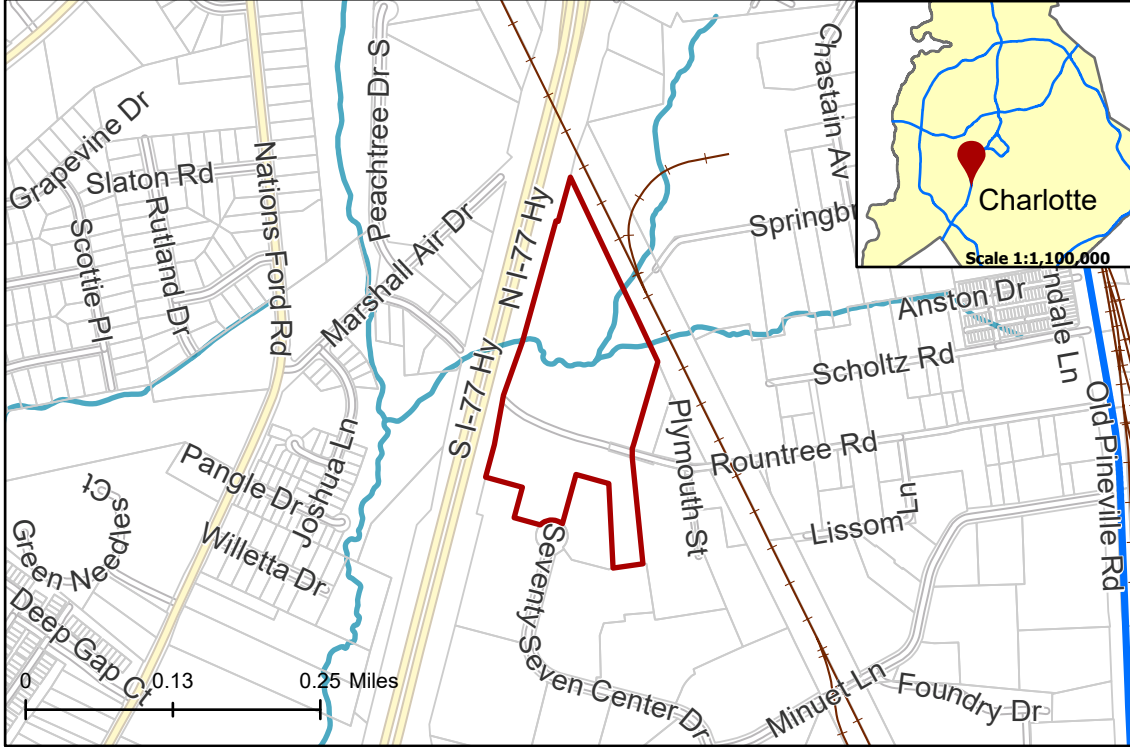 Grapevine Dr
Slaton Rd
Scottie Pl
Rutland Dr
Nations Ford Rd
Peachtree Dr S
Marshall Air Dr
N I-77 Hy
S I-77 Hy
Chastain Av
Springbr
Charlotte
Scale 1:1,100,000
Anston Dr
ndale Ln
Scholtz Rd
Old Pineville Rd
Plymouth St
Rountree Rd
Lissom
Ln
Pangle Dr
Joshua Ln
Willetta Dr
Green Needles
Ct
Deep Gap Ct
Seventy Seven Center Dr
Minuet Ln
Foundry Dr
0 0.13 0.25 Miles